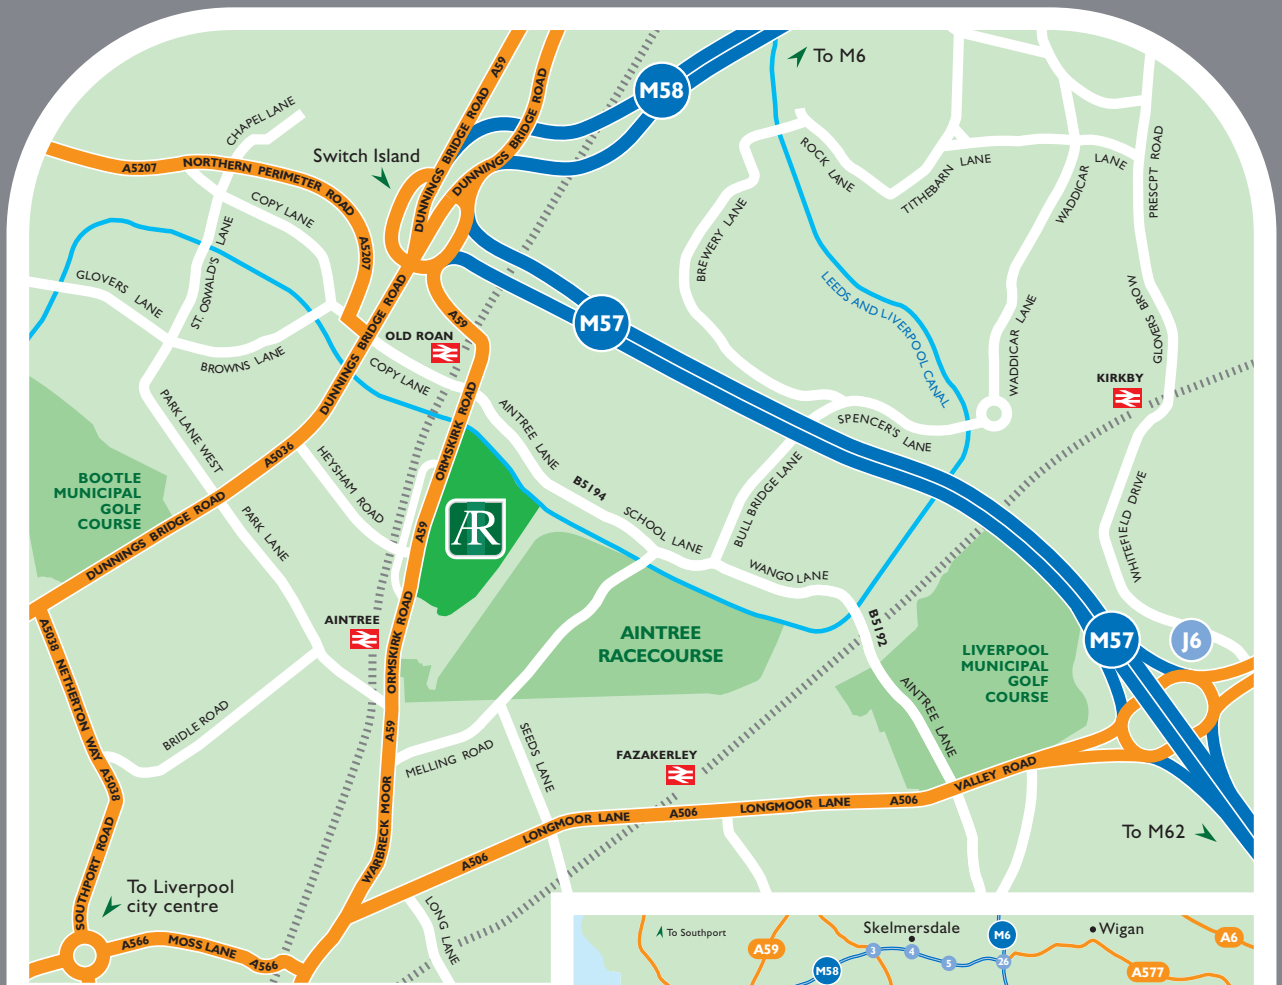 To M6
M58
A59
DUNNINGS BRIDGE ROAD
DUNNINGS BRIDGE ROAD
CHAPEL LANE
Switch Island
A5207
NORTHERN PERIMETER ROAD
A5207
COPY LANE
ST. OSWALD'S LANE
GLOVERS LANE
BROWNS LANE
DUNNINGS BRIDGE ROAD
A59
OLD ROAN
COPY LANE
M57
ROCK LANE
TITHEBARN LANE
WADDICAR LANE
PRESCPT ROAD
BREWERY LANE
LEEDS AND LIVERPOOL CANAL
WADDICAR LANE
GLOVERS BROW
KIRKBY
SPENCER'S LANE
PARK LANE WEST
A5036
HEYSHAM ROAD
ORMSKIRK ROAD
AINTREE LANE
B5194
SCHOOL LANE
BULL BRIDGE LANE
WANGO LANE
WHITEFIELD DRIVE
BOOTLE
MUNICIPAL
GOLF
COURSE
DUNNINGS BRIDGE ROAD
PARK LANE
A59
AR
AINTREE
ORMSKIRK ROAD
AINTREE
RACECOURSE
B5192
LIVERPOOL
MUNICIPAL
GOLF
COURSE
M57
J6
A5038 NETHERTON WAY A5038
BRIDLE ROAD
A59
MELLING ROAD
SEEDS LANE
FAZAKERLEY
AINTREE LANE
VALLEY ROAD
WARBRECK MOOR
A506
LONGMOOR LANE
A506
LONGMOOR LANE
A506
To M62
SOUTHPORT ROAD
To Liverpool
city centre
A566
MOSS LANE
A566
LONG LANE
To Southport
A59
Skelmersdale
M6
Wigan
A6
3
4
5
26
M58
A577